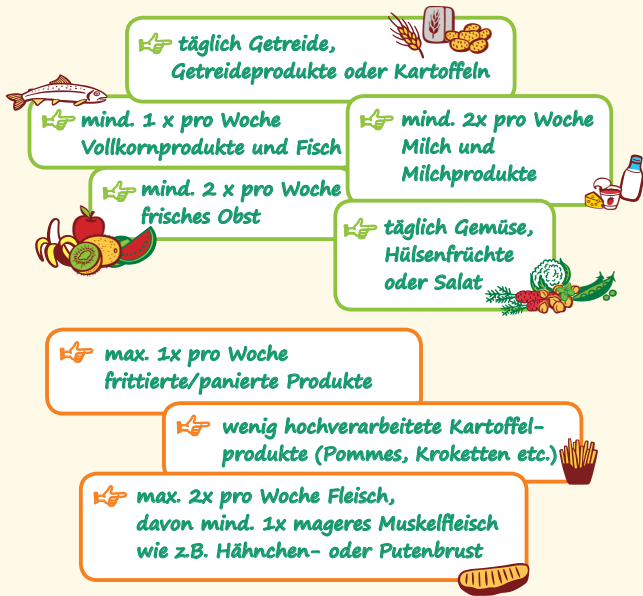 täglich Getreide,
Getreideprodukte oder Kartoffeln
mind. 1 x pro Woche
Vollkornprodukte und Fisch
mind. 2x pro Woche
Milch und
Milchprodukte
mind. 2 x pro Woche
frisches Obst
täglich Gemüse,
Hülsenfrüchte
oder Salat
max. 1x pro Woche
frittierte/panierte Produkte
wenig hochverarbeitete Kartoffel-
produkte (Pommes, Kroketten etc.)
max. 2x pro Woche Fleisch,
davon mind. 1x mageres Muskelfleisch
wie z.B. Hähnchen- oder Putenbrust